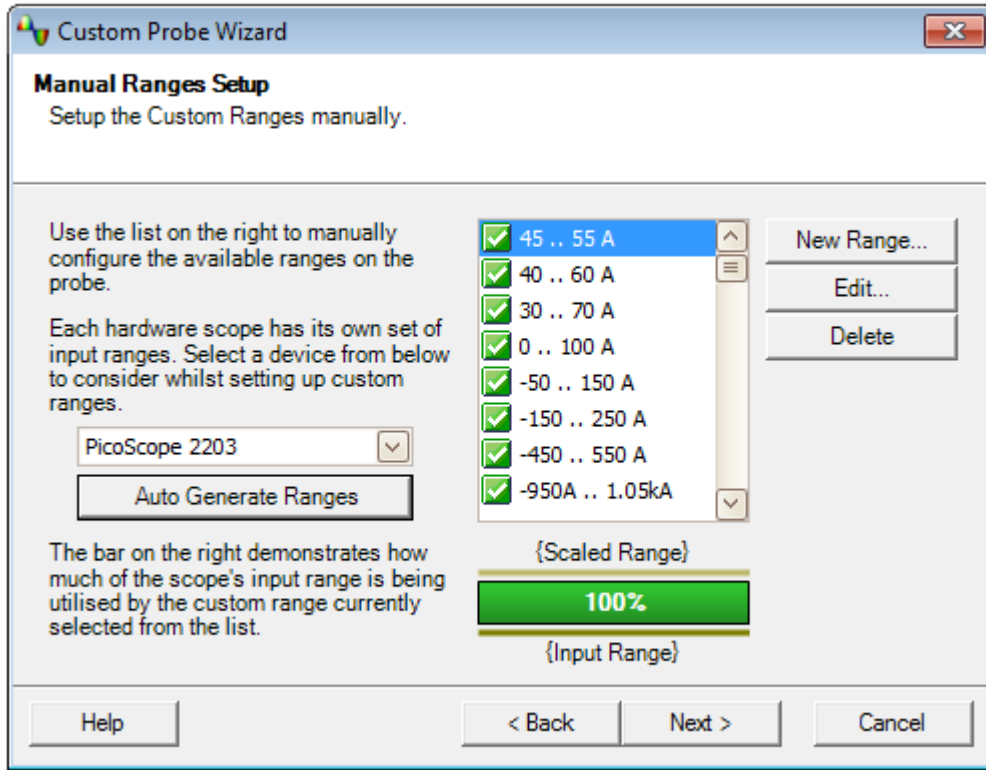 Custom Probe Wizard
Manual Ranges Setup
Setup the Custom Ranges manually.
Use the list on the right to manually
configure the available ranges on the
probe.
Each hardware scope has its own set of
input ranges. Select a device from below
to consider whilst setting up custom
ranges.
PicoScope 2203
Auto Generate Ranges
The bar on the right demonstrates how
much of the scope's input range is being
utilised by the custom range currently
selected from the list.
45 .. 55 A
40 .. 60 A
30 .. 70 A
0 .. 100 A
-50 .. 150 A
-150 .. 250 A
-450 .. 550 A
-950A .. 1.05kA
{Scaled Range}
100%
{Input Range}
New Range...
Edit...
Delete
Help
< Back
Next >
Cancel